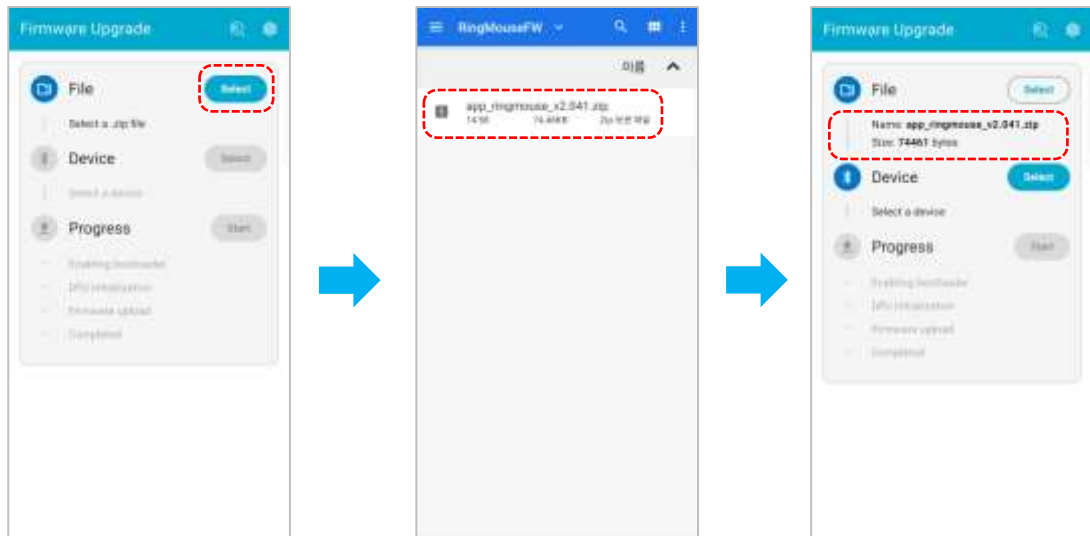 Firmware Upgrade
File
Select
Select a .zip file
Device
Select
Select a device
Progress
Start
Enabling bootloader
DFU initialization
Firmware upload
Completed
RingMouseFW
이름
app_ringmouse_v2.041.zip
14:56 74.46KB Zip 보관 파일
Firmware Upgrade
File
Select
Name: app_ringmouse_v2.041.zip
Size: 74461 bytes
Device
Select
Select a device
Progress
Start
Enabling bootloader
DFU initialization
Firmware upload
Completed